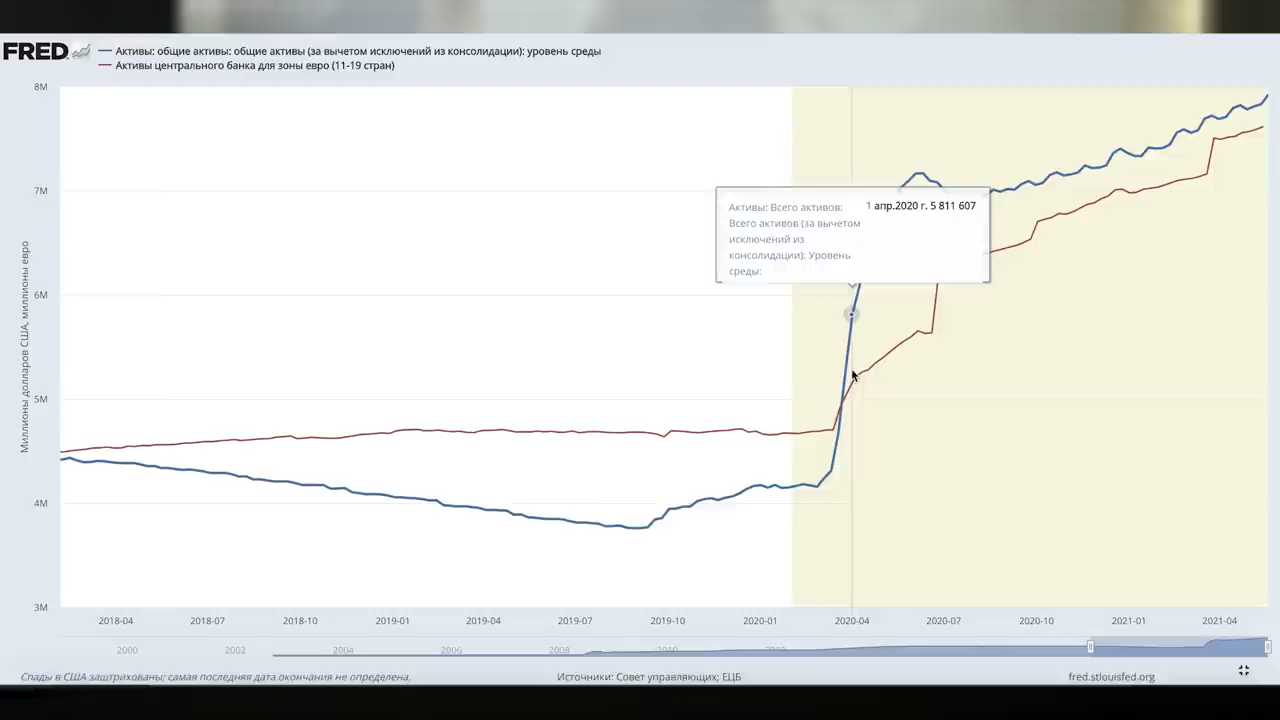 FRED
Активы: общие активы: общие активы (за вычетом исключений из консолидации): уровень среды
Активы центрального банка для зоны евро (11-19 стран)
8M
7M
6M
5M
4M
3M
Миллионы долларов США, миллионы евро
Активы: Всего активов: 1 апр.2020 г. 5 811 607
Всего активов (за вычетом
исключений из
консолидации): Уровень
среды:
2018-04 2018-07 2018-10 2019-01 2019-04 2019-07 2019-10 2020-01 2020-04 2020-07 2020-10 2021-01 2021-04
2000 2002 2004 2006 2008 2010
Спады в США заштрихованы; самая последняя дата окончания не определена.
Источники: Совет управляющих; ЕЦБ
fred.stlouisfed.org